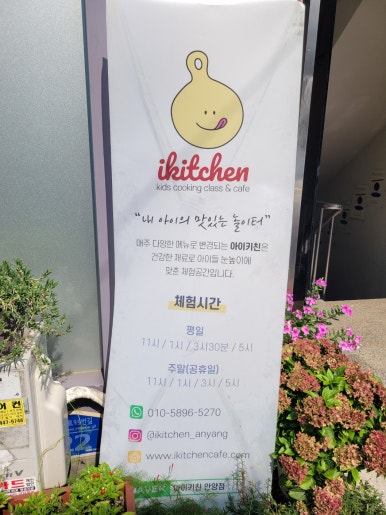 ikitchen
kids cooking class & cafe
"내 아이의 맛있는 놀이터"
매주 다양한 메뉴로 변경되는 아이키친은
건강한 재료로 아이들 눈높이에
맞춘 체험공간입니다.
체험시간
평일
11시 / 1시 / 3시30분 / 5시
주말(공휴일)
11시 / 1시 / 3시 / 5시
010-5896-5270
@ikitchen_anyang
www.ikitchencafe.com
아이키친 안양점
2